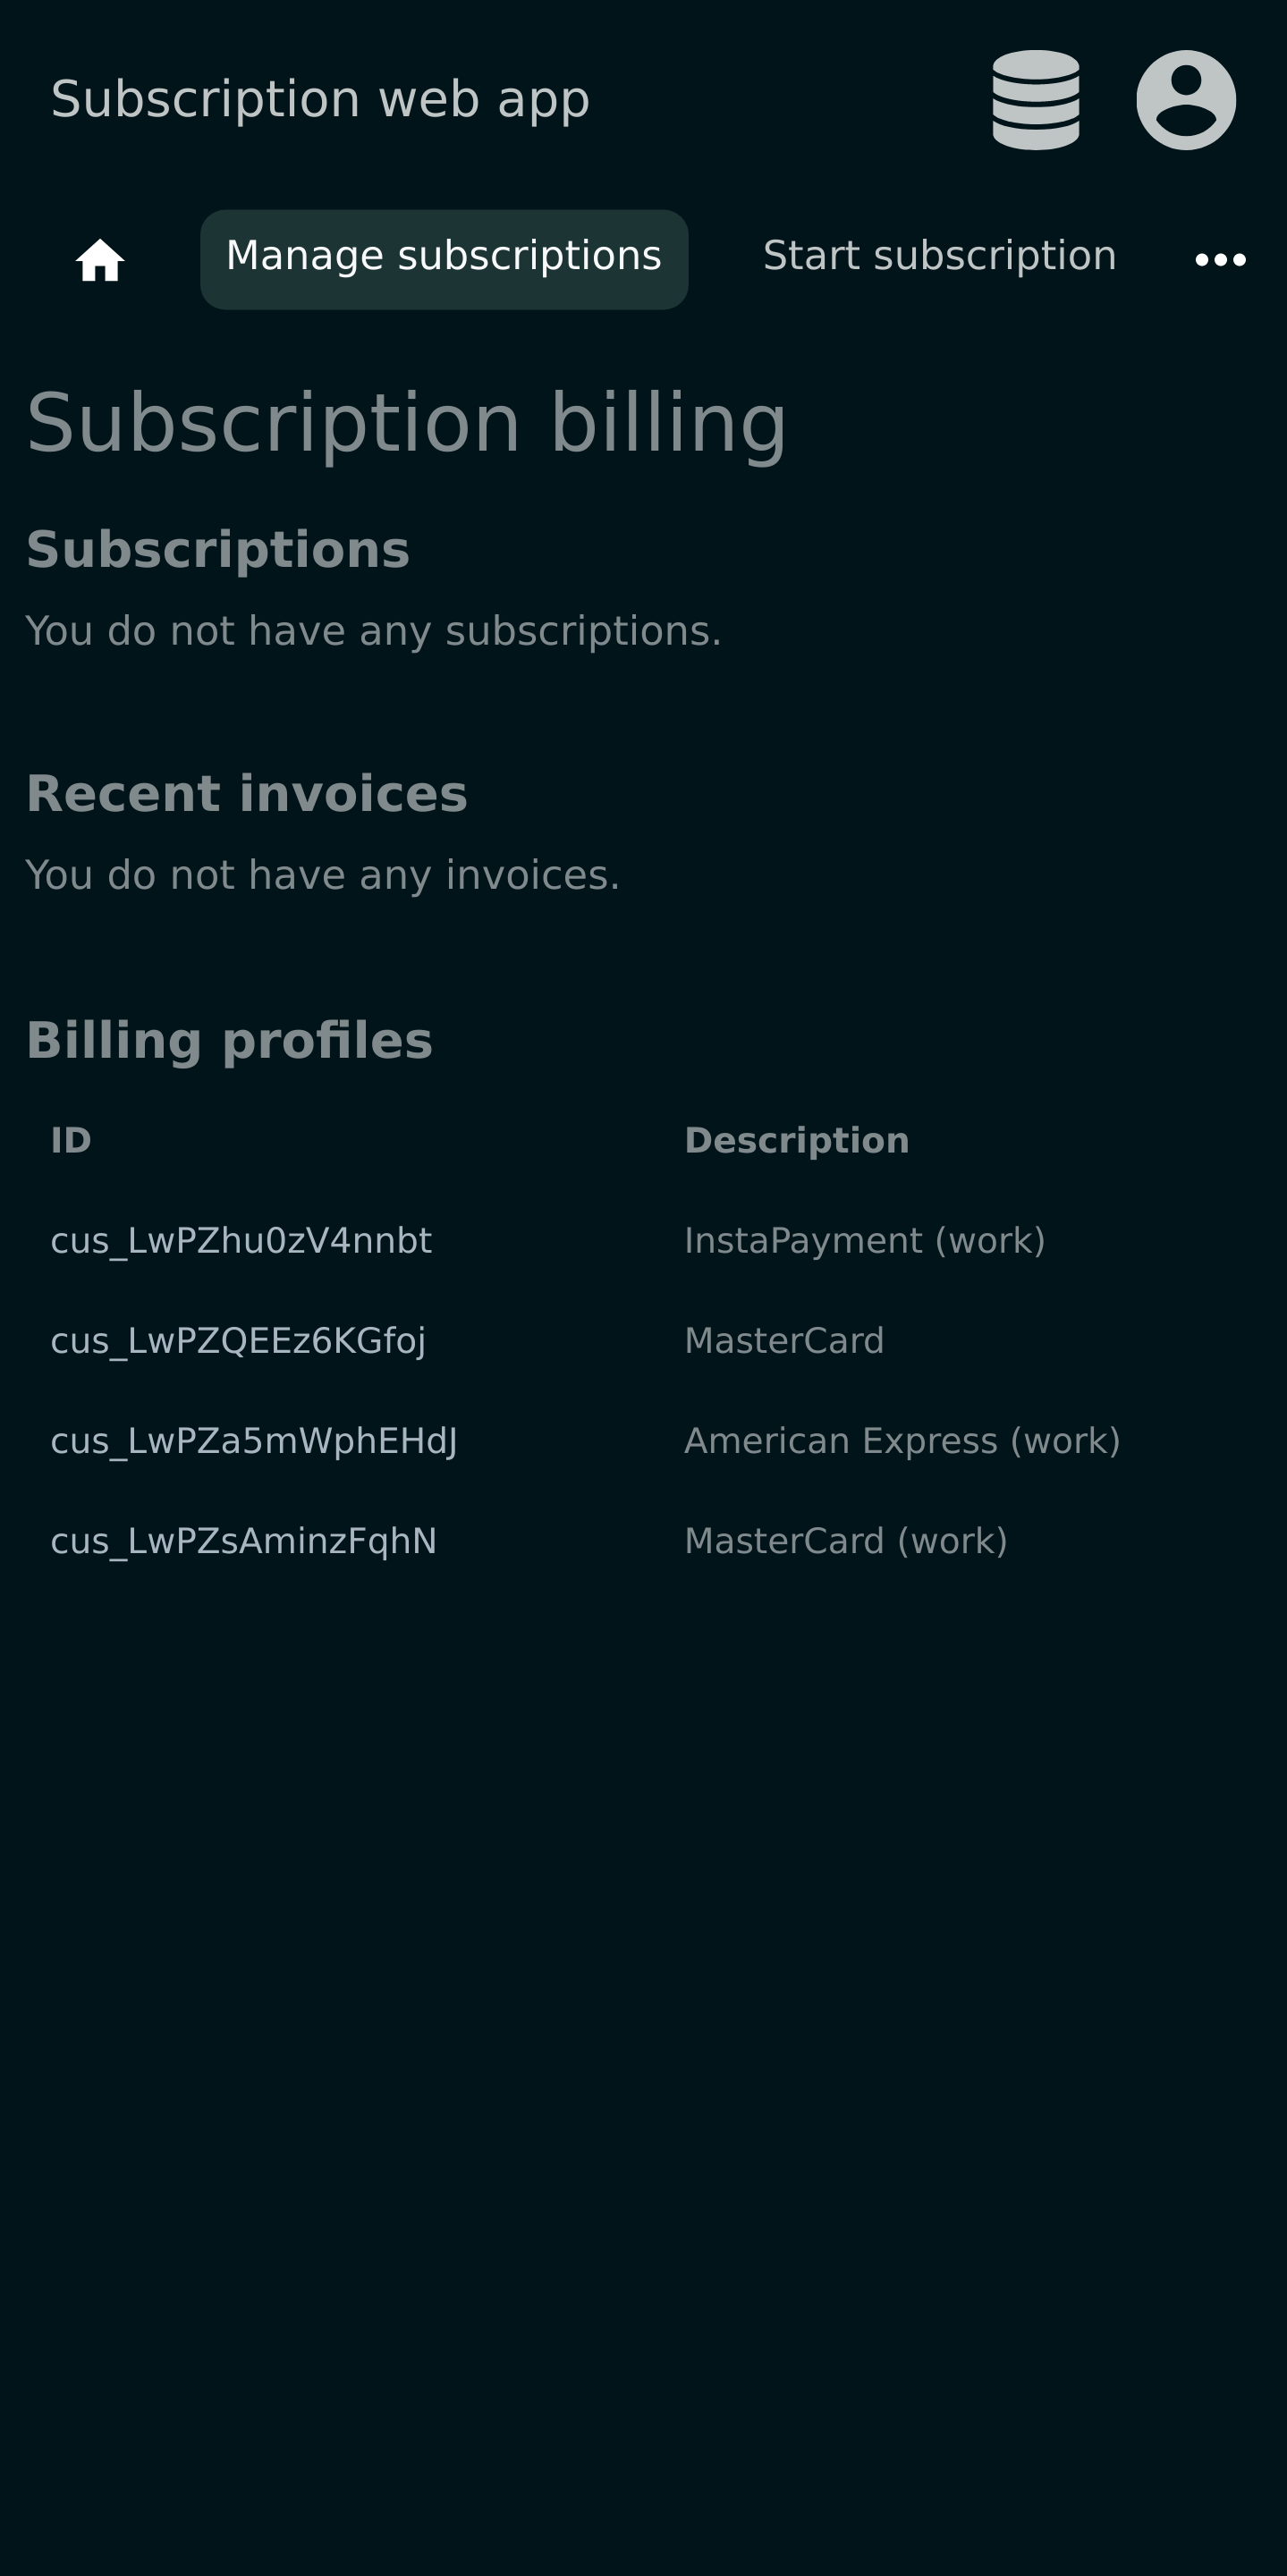 Subscription web app
Manage subscriptions
Start subscription
Subscription billing
Subscriptions
You do not have any subscriptions.
Recent invoices
You do not have any invoices.
Billing profiles
ID Description
cus_LwPZhu0zV4nnbt InstaPayment (work)
cus_LwPZQEEz6KGfoj MasterCard
cus_LwPZa5mWphEHdJ American Express (work)
cus_LwPZsAminzFqhN MasterCard (work)